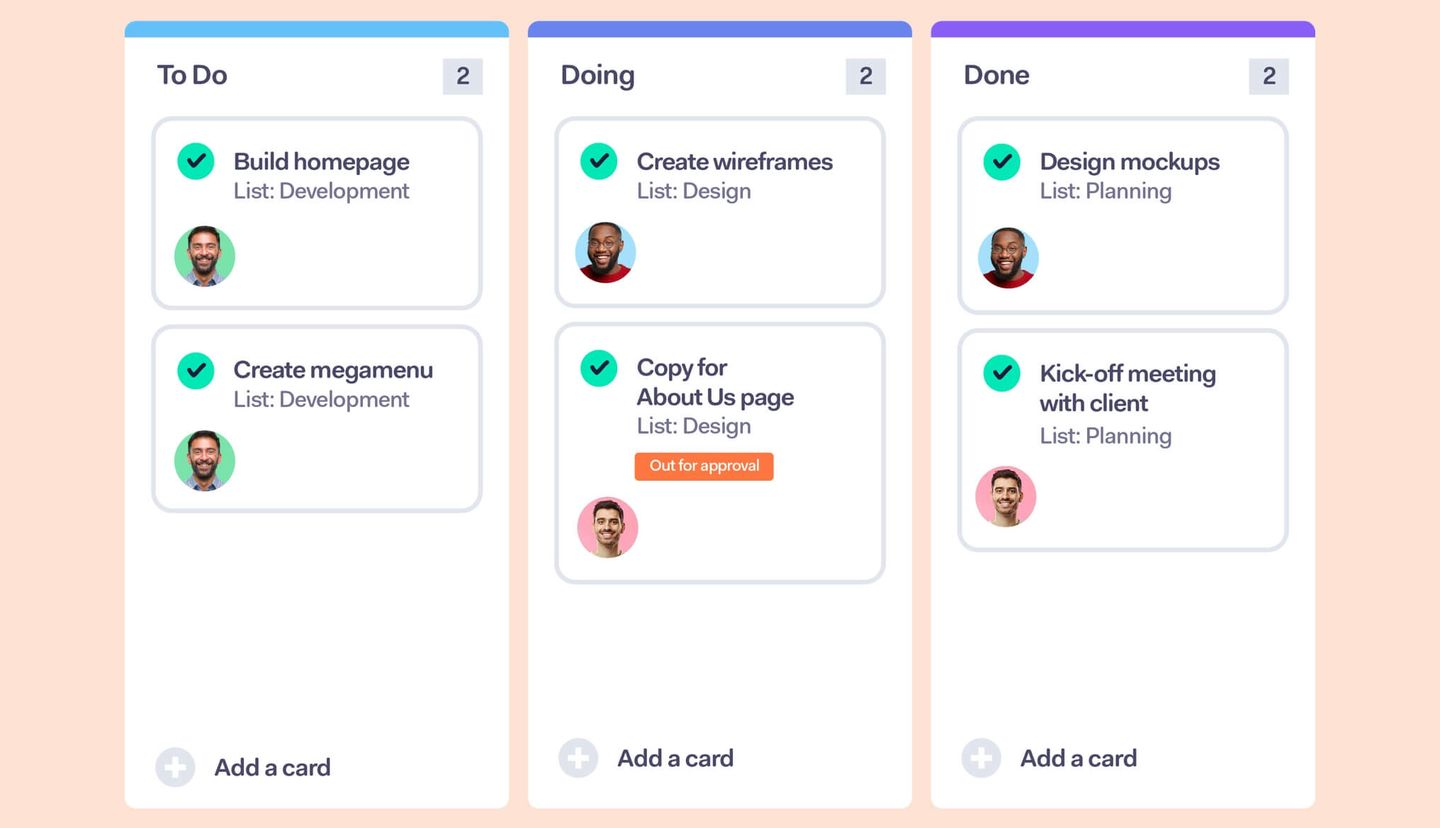 To Do
2
Build homepage
List: Development
Create megamenu
List: Development
Add a card
Doing
2
Create wireframes
List: Design
Copy for
About Us page
List: Design
Out for approval
Add a card
Done
2
Design mockups
List: Planning
Kick-off meeting
with client
List: Planning
Add a card